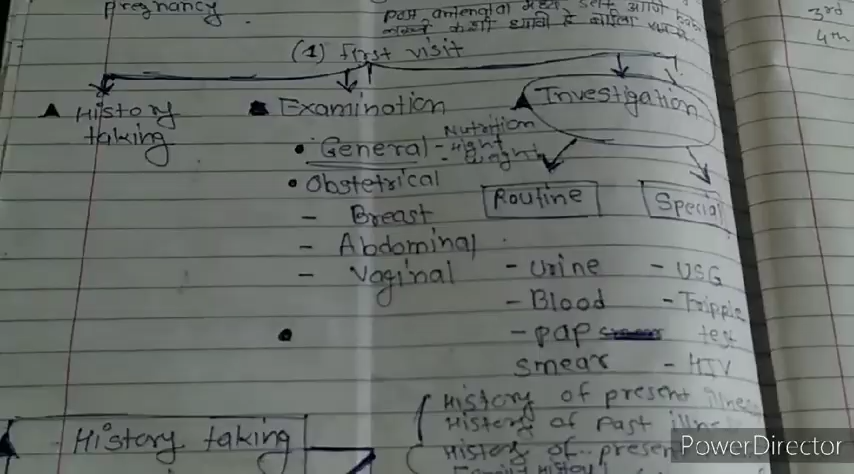 pregnancy.
3rd
4th
(1) first visit
History taking
Examination
Investigation
General - Nutrition
- Hight
- Weight
Obstetrical
- Breast
- Abdominal
- Vaginal
Routine
- Urine
- Blood
- pap
smear
Special
- USG
- Tripple
test
- HIV
History taking
History of present illness
History of Past
History of present
PowerDirector